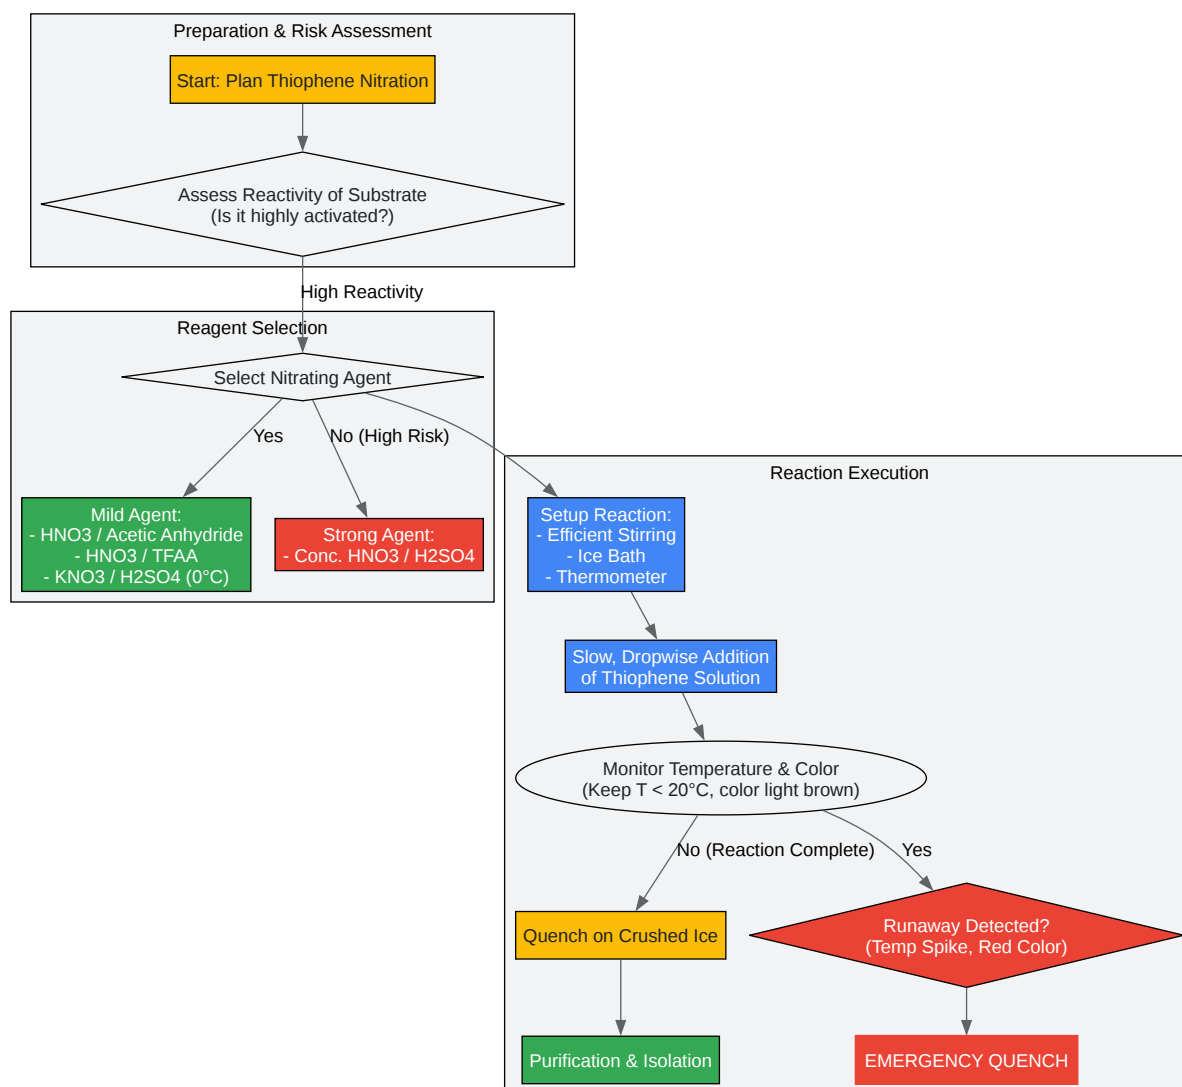 Preparation & Risk Assessment
Start: Plan Thiophene Nitration
Assess Reactivity of Substrate
(Is it highly activated?)
High Reactivity
Reagent Selection
Select Nitrating Agent
Yes
No (High Risk)
Mild Agent:
- HNO3 / Acetic Anhydride
- HNO3 / TFAA
- KNO3 / H2SO4 (0°C)
Strong Agent:
- Conc. HNO3 / H2SO4
Reaction Execution
Setup Reaction:
- Efficient Stirring
- Ice Bath
- Thermometer
Slow, Dropwise Addition
of Thiophene Solution
Monitor Temperature & Color
(Keep T < 20°C, color light brown)
No (Reaction Complete)
Yes
Quench on Crushed Ice
Runaway Detected?
(Temp Spike, Red Color)
Purification & Isolation
EMERGENCY QUENCH